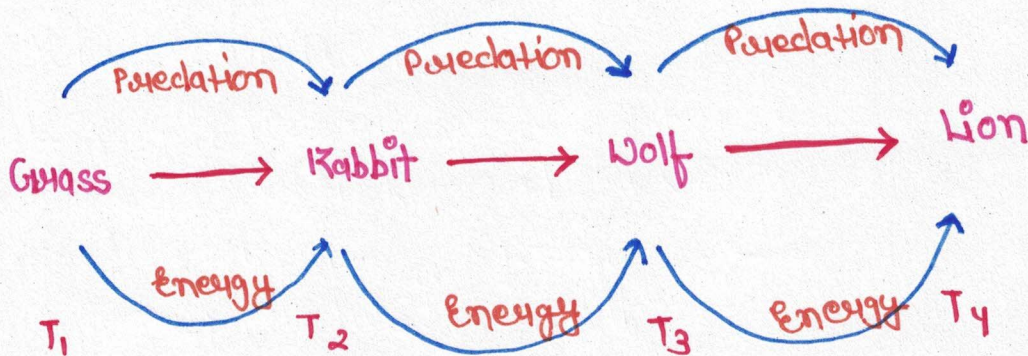 Predation Predation Predation
Grass Rabbit Wolf Lion
Energy Energy Energy
T1 T2 T3 T4